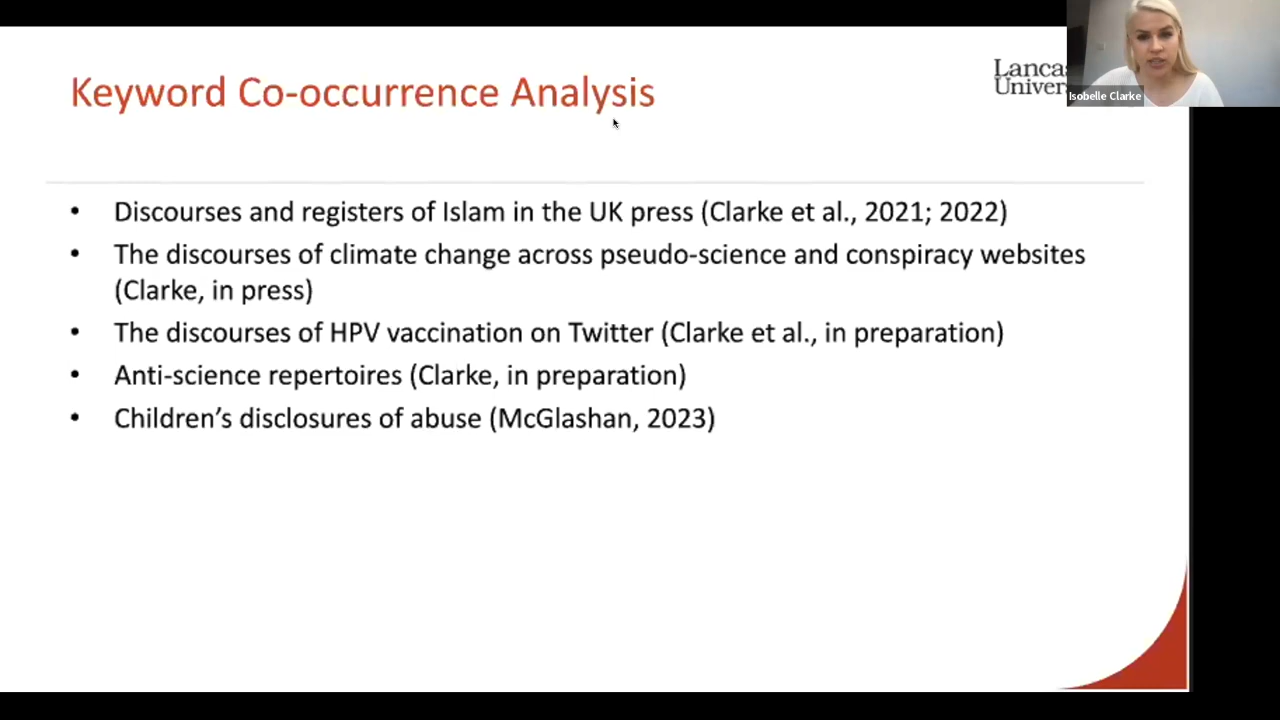 Keyword Co-occurrence Analysis
Isobelle Clarke
• Discourses and registers of Islam in the UK press (Clarke et al., 2021; 2022)
• The discourses of climate change across pseudo-science and conspiracy websites
(Clarke, in press)
• The discourses of HPV vaccination on Twitter (Clarke et al., in preparation)
• Anti-science repertoires (Clarke, in preparation)
• Children’s disclosures of abuse (McGlashan, 2023)